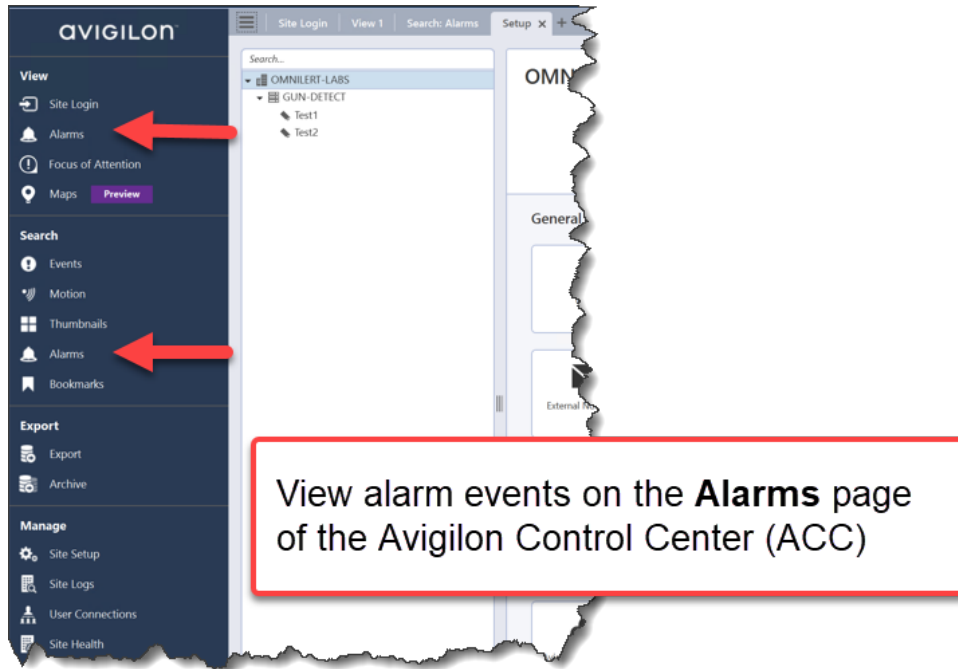 avigilon
Site Login
View 1
Search: Alarms
Setup
View
Site Login
Alarms
Focus of Attention
Maps Preview
Search
Events
Motion
Thumbnails
Alarms
Bookmarks
Export
Export
Archive
Manage
Site Setup
Site Logs
User Connections
Site Health
Search...
OMNILERT-LABS
GUN-DETECT
Test1
Test2
OMN
General
External
View alarm events on the Alarms page
of the Avigilon Control Center (ACC)